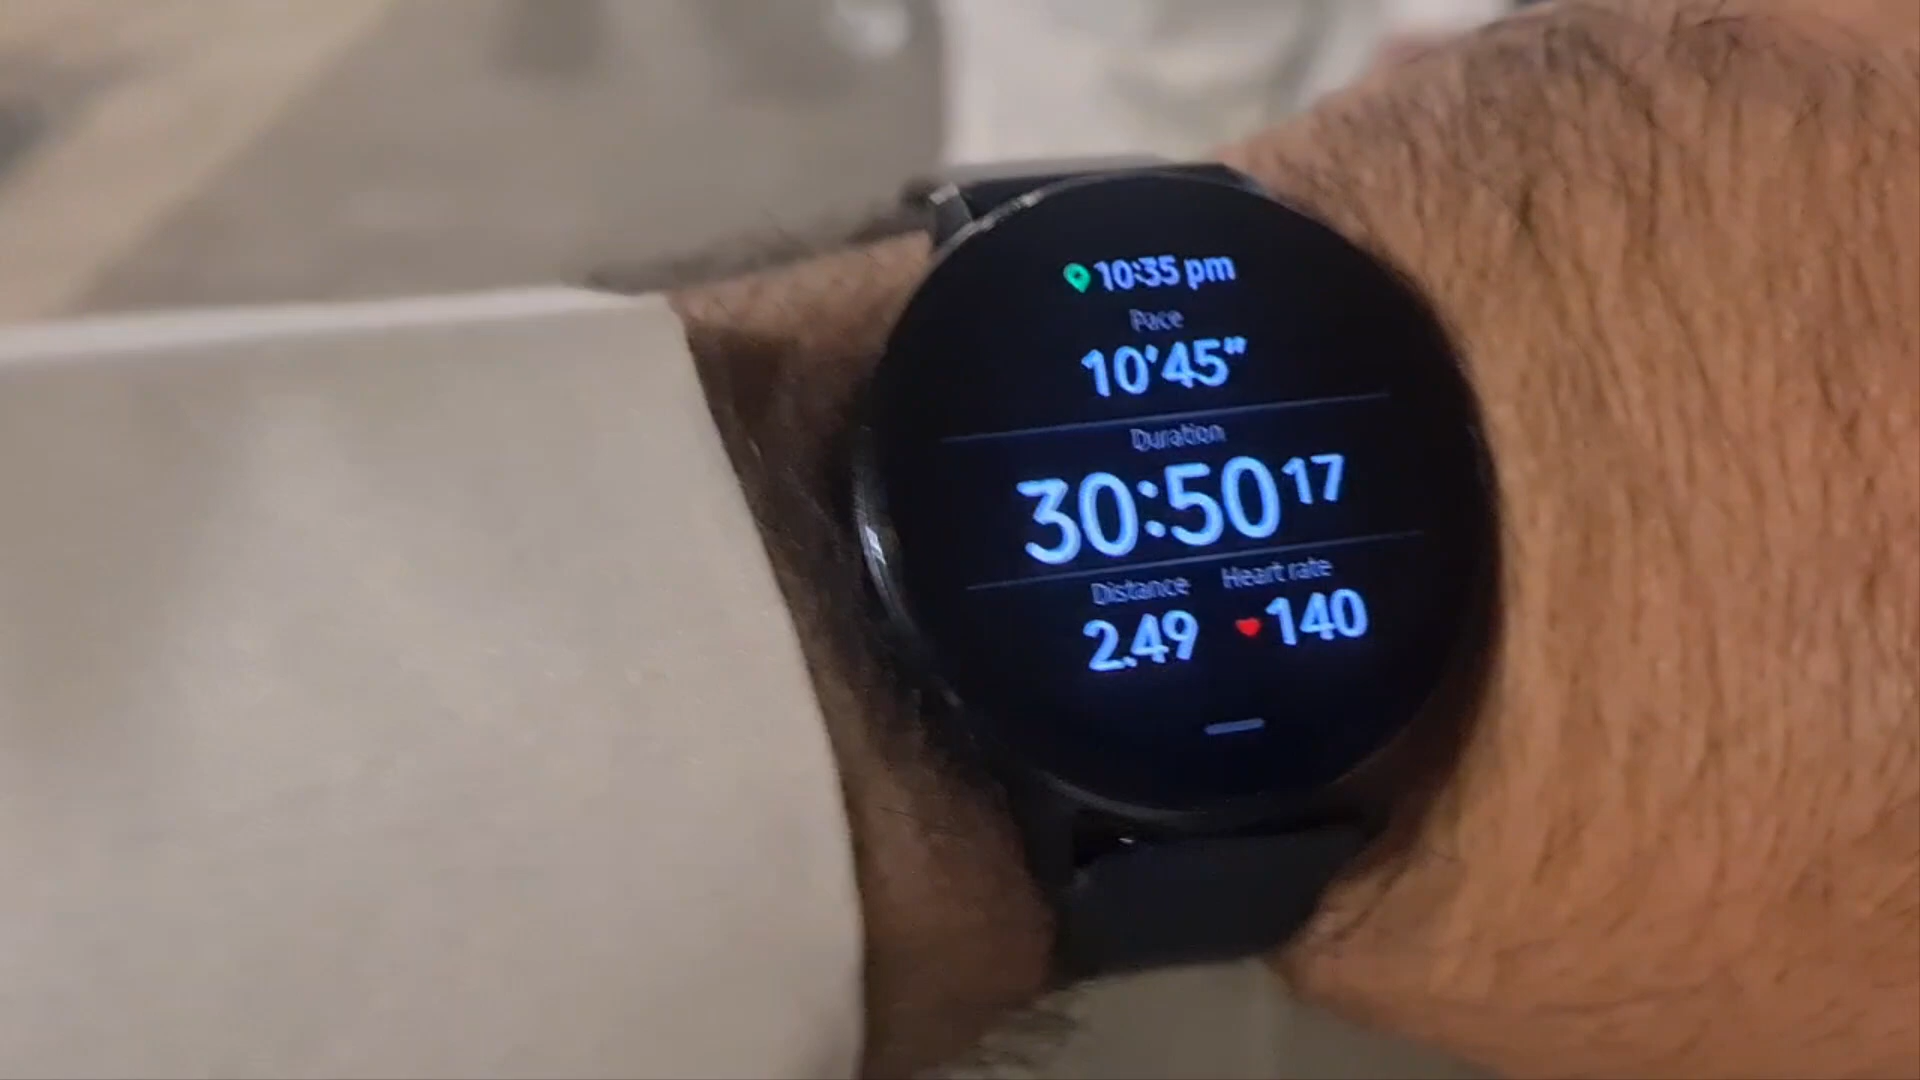 10:35 pm
Pace
10'45"
Duration
30:50 17
Distance Heart rate
2.49 140